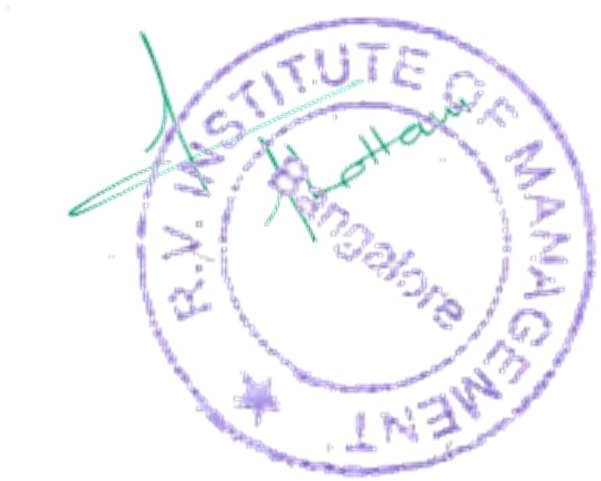 R.V. INSTITUTE OF MANAGEMENT
Bangalore